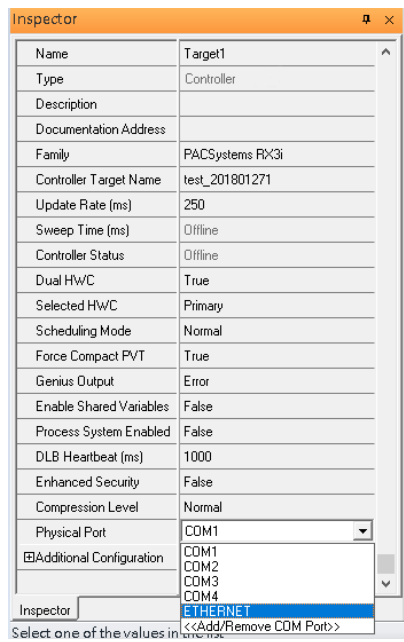 Inspector
Name Target1
Type Controller
Description
Documentation Address
Family PACSystems RX3i
Controller Target Name test_201801271
Update Rate (ms) 250
Sweep Time (ms) Offline
Controller Status Offline
Dual HWC True
Selected HWC Primary
Scheduling Mode Normal
Force Compact PVT True
Genius Output Error
Enable Shared Variables False
Process System Enabled False
DLB Heartbeat (ms) 1000
Enhanced Security False
Compression Level Normal
Physical Port COM1
Additional Configuration
COM1
COM2
COM3
COM4
ETHERNET
<<Add/Remove COM Port>>
Inspector
Select one of the values in the list